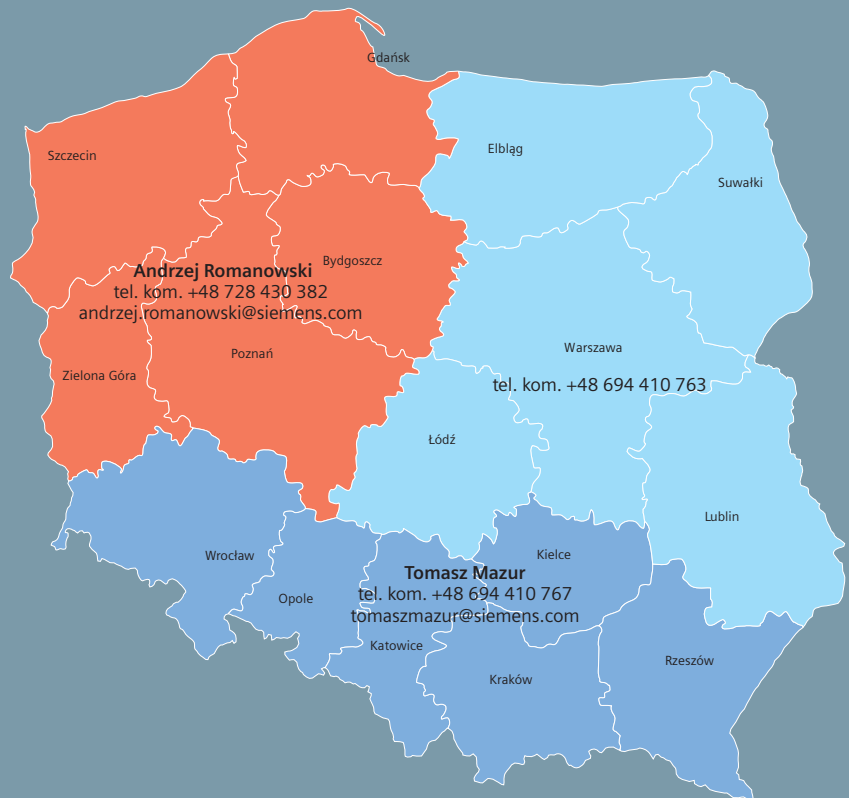 Gdańsk
Szczecin
Elbląg
Suwałki
Bydgoszcz
Andrzej Romanowski
tel. kom. +48 728 430 382
andrzej.romanowski@siemens.com
Poznań
Zielona Góra
Warszawa
tel. kom. +48 694 410 763
Łódź
Lublin
Wrocław
Kielce
Tomasz Mazur
tel. kom. +48 694 410 767
tomaszmazur@siemens.com
Opole
Katowice
Kraków
Rzeszów